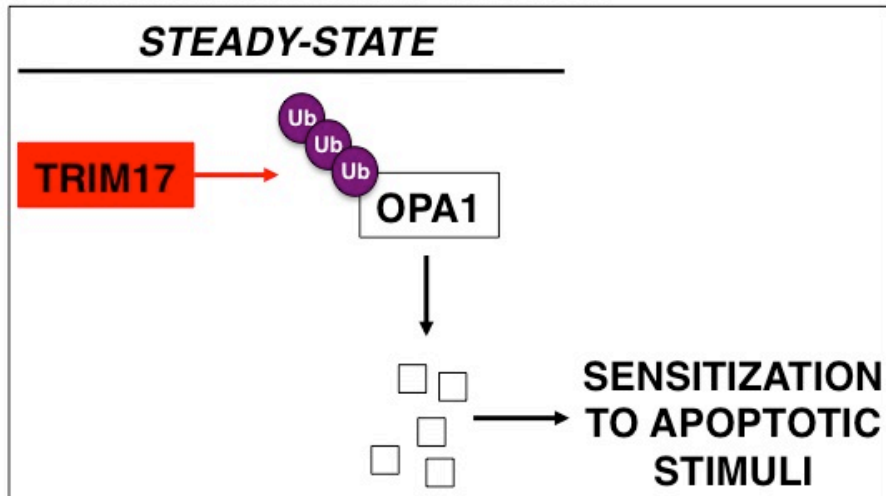 STEADY-STATE
Ub
Ub
TRIM17
Ub
OPA1
SENSITIZATION
TO APOPTOTIC
STIMULI